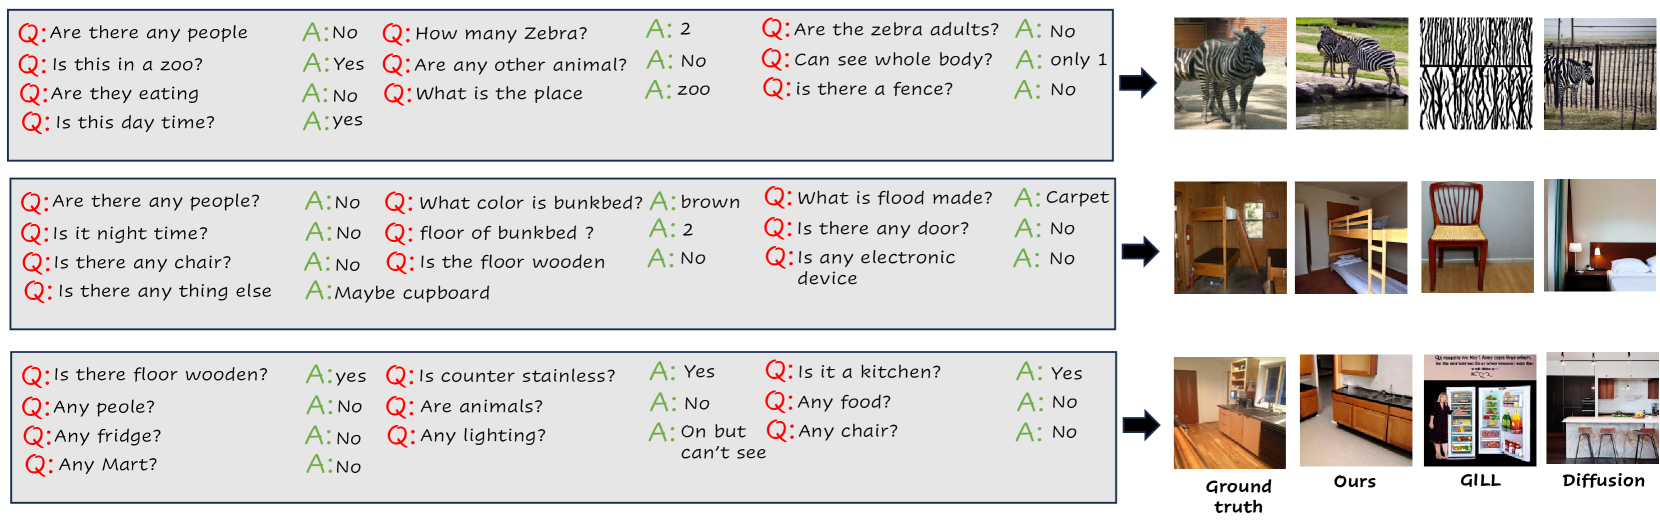 Q: Are there any people A: No Q: How many Zebra? A: 2 Q: Are the zebra adults? A: No
Q: Is this in a zoo? A: Yes Q: Are any other animal? A: No Q: Can see whole body? A: only 1
Q: Are they eating A: No Q: What is the place A: zoo Q: is there a fence? A: No
Q: Is this day time? A: yes
Q: Are there any people? A: No Q: What color is bunkbed? A: brown Q: What is flood made? A: Carpet
Q: Is it night time? A: No Q: floor of bunkbed ? A: 2 Q: Is there any door? A: No
Q: Is there any chair? A: No Q: Is the floor wooden A: No Q: Is any electronic A: No
device
Q: Is there any thing else A: Maybe cupboard
Q: Is there floor wooden? A: yes Q: Is counter stainless? A: Yes Q: Is it a kitchen? A: Yes
Q: Any peole? A: No Q: Are animals? A: No Q: Any food? A: No
Q: Any fridge? A: No Q: Any lighting? A: On but Q: Any chair? A: No
can't see
Q: Any Mart? A: No
Ground
truth
Ours
GILL
Diffusion